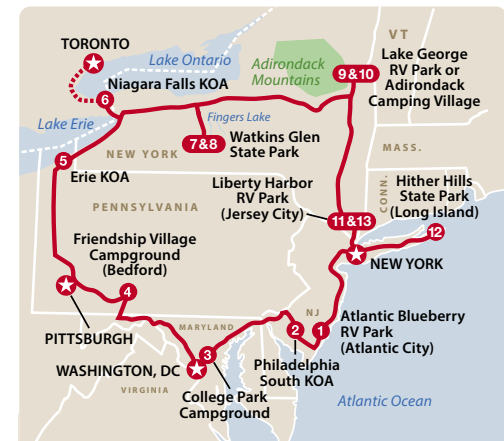 VT
TORONTO
Lake Ontario
Adirondack
Mountains
9 & 10
Lake George
RV Park or
Adirondack
Camping Village
Niagara Falls KOA
6
Lake Erie
Fingers Lake
7 & 8
Watkins Glen
State Park
NEW YORK
MASS.
5
Erie KOA
CONN.
Liberty Harbor
RV Park
(Jersey City)
11 & 13
Hither Hills
State Park
(Long Island)
12
PENNSYLVANIA
Friendship Village
Campground
(Bedford)
4
NEW YORK
PITTSBURGH
NJ
MARYLAND
2
1
Atlantic Blueberry
RV Park
(Atlantic City)
WASHINGTON, DC
3
Philadelphia
South KOA
VIRGINIA
College Park
Campground
Atlantic Ocean